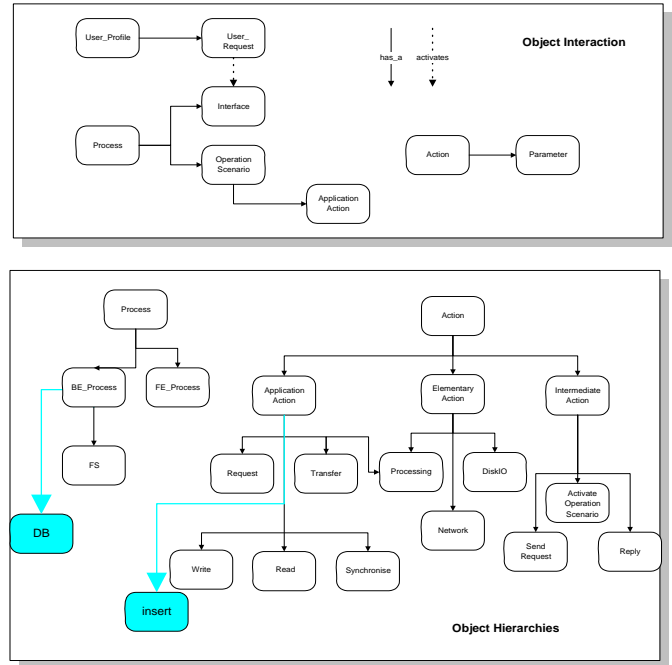 Object Interaction
User_Profile
User_
Request
has_a
activates
Interface
Process
Operation
Scenario
Action
Parameter
Application
Action
Process
Action
BE_Process
FE_Process
Application
Action
Elementary
Action
Intermediate
Action
FS
Request
Transfer
Processing
DiskIO
Activate
Operation
Scenario
DB
Network
Send
Request
Reply
Write
Read
Synchronise
insert
Object Hierarchies